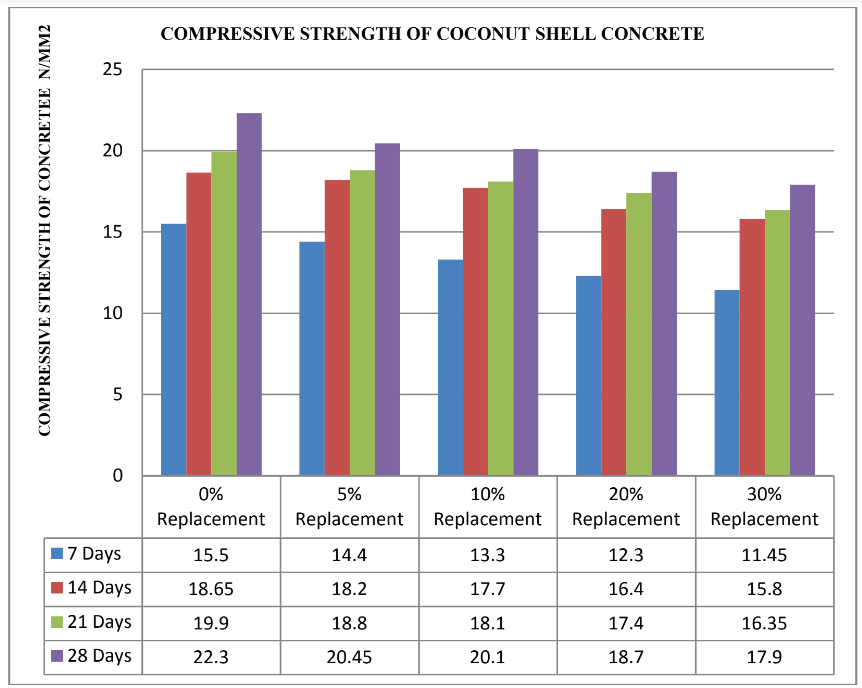 COMPRESSIVE STRENGTH OF COCONUT SHELL CONCRETE
COMPRESSIVE STRENGTH OF CONCRETEE N/MM2
25
20
15
10
5
0
0% Replacement 5% Replacement 10% Replacement 20% Replacement 30% Replacement
7 Days 15.5 14.4 13.3 12.3 11.45
14 Days 18.65 18.2 17.7 16.4 15.8
21 Days 19.9 18.8 18.1 17.4 16.35
28 Days 22.3 20.45 20.1 18.7 17.9